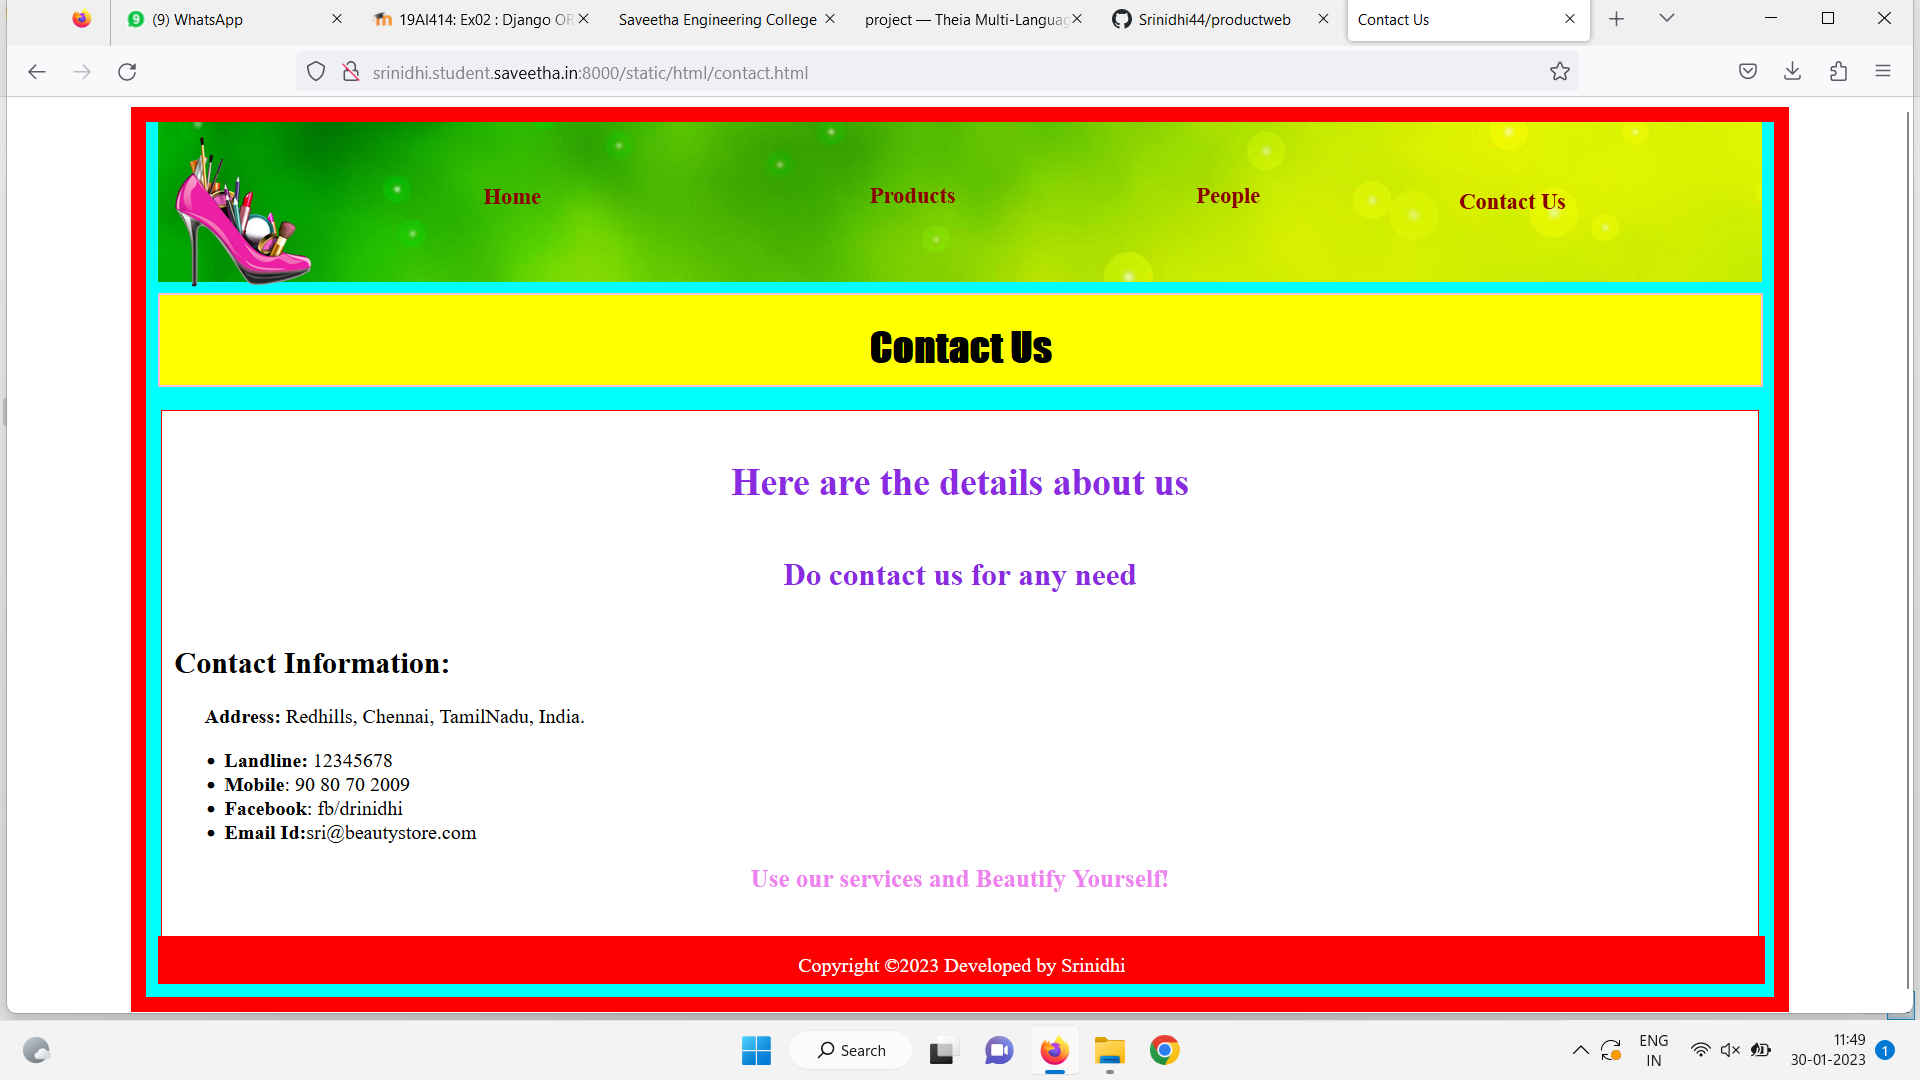 (9) WhatsApp
19AI414: Ex02 : Django OR
Saveetha Engineering College
project — Theia Multi-Languag
Srinidhi44/productweb
Contact Us
srinidhi.student.saveetha.in:8000/static/html/contact.html
Home
Products
People
Contact Us
Contact Us
Here are the details about us
Do contact us for any need
Contact Information:
Address: Redhills, Chennai, TamilNadu, India.
Landline: 12345678
Mobile: 90 80 70 2009
Facebook: fb/drinidhi
Email Id:sri@beautystore.com
Use our services and Beautify Yourself!
Copyright ©2023 Developed by Srinidhi
Search
ENG
IN
11:49
30-01-2023
1